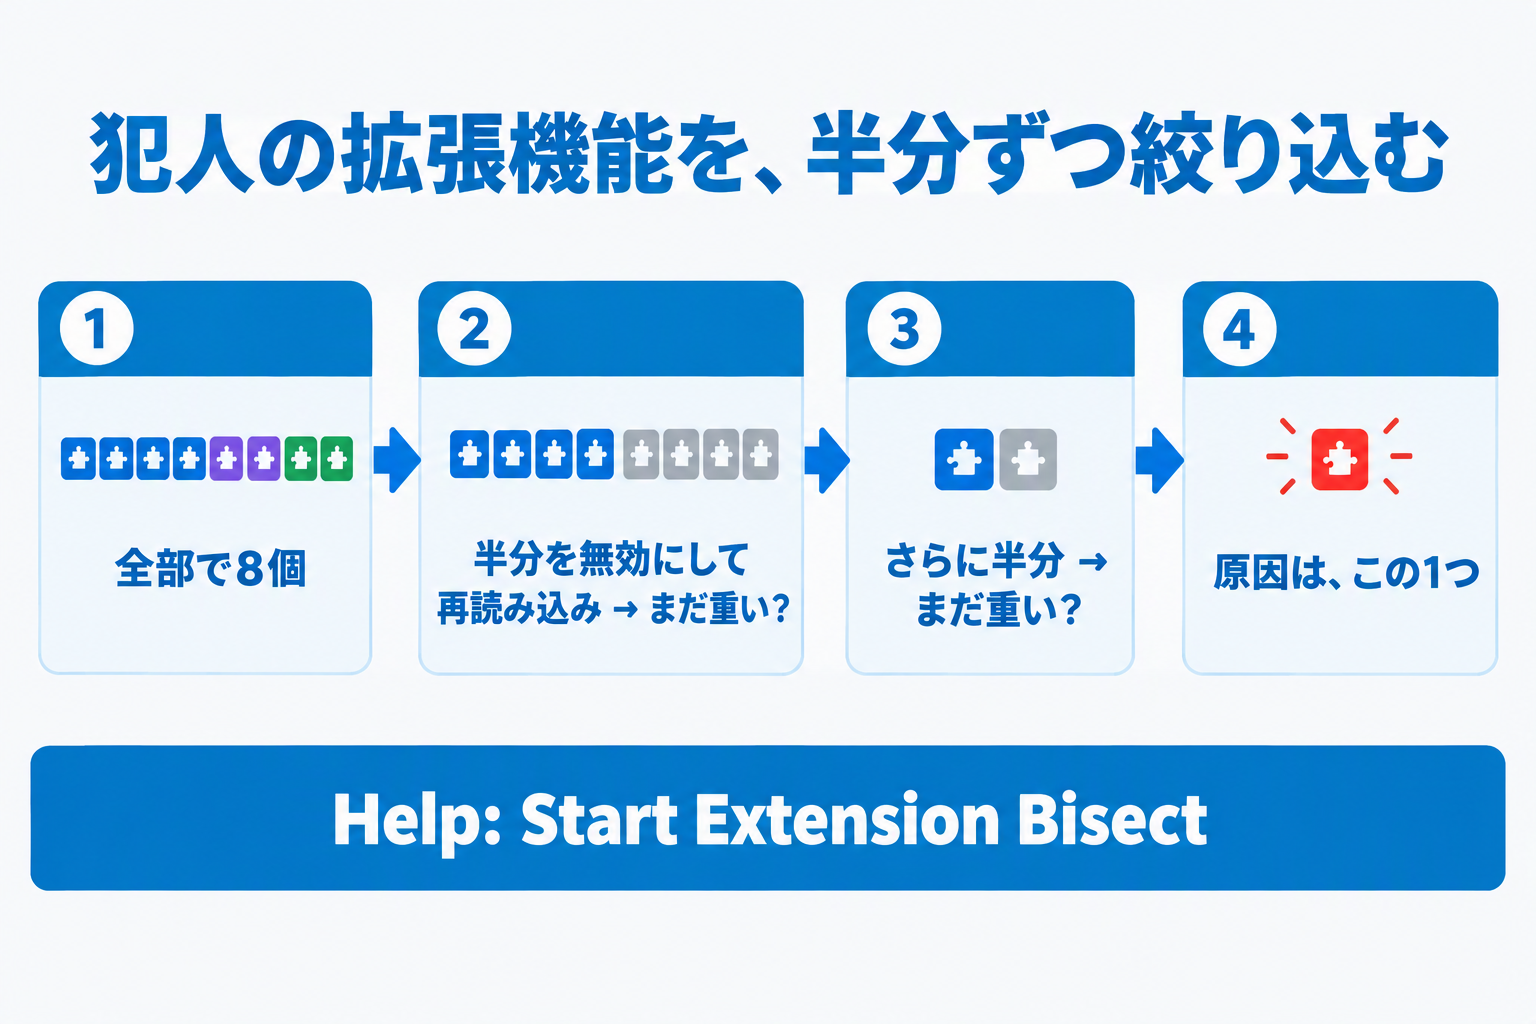 犯人の拡張機能を、半分ずつ絞り込む
1
全部で8個
2
半分を無効にして
再読み込み → まだ重い？
3
さらに半分 →
まだ重い？
4
原因は、この1つ
Help: Start Extension Bisect